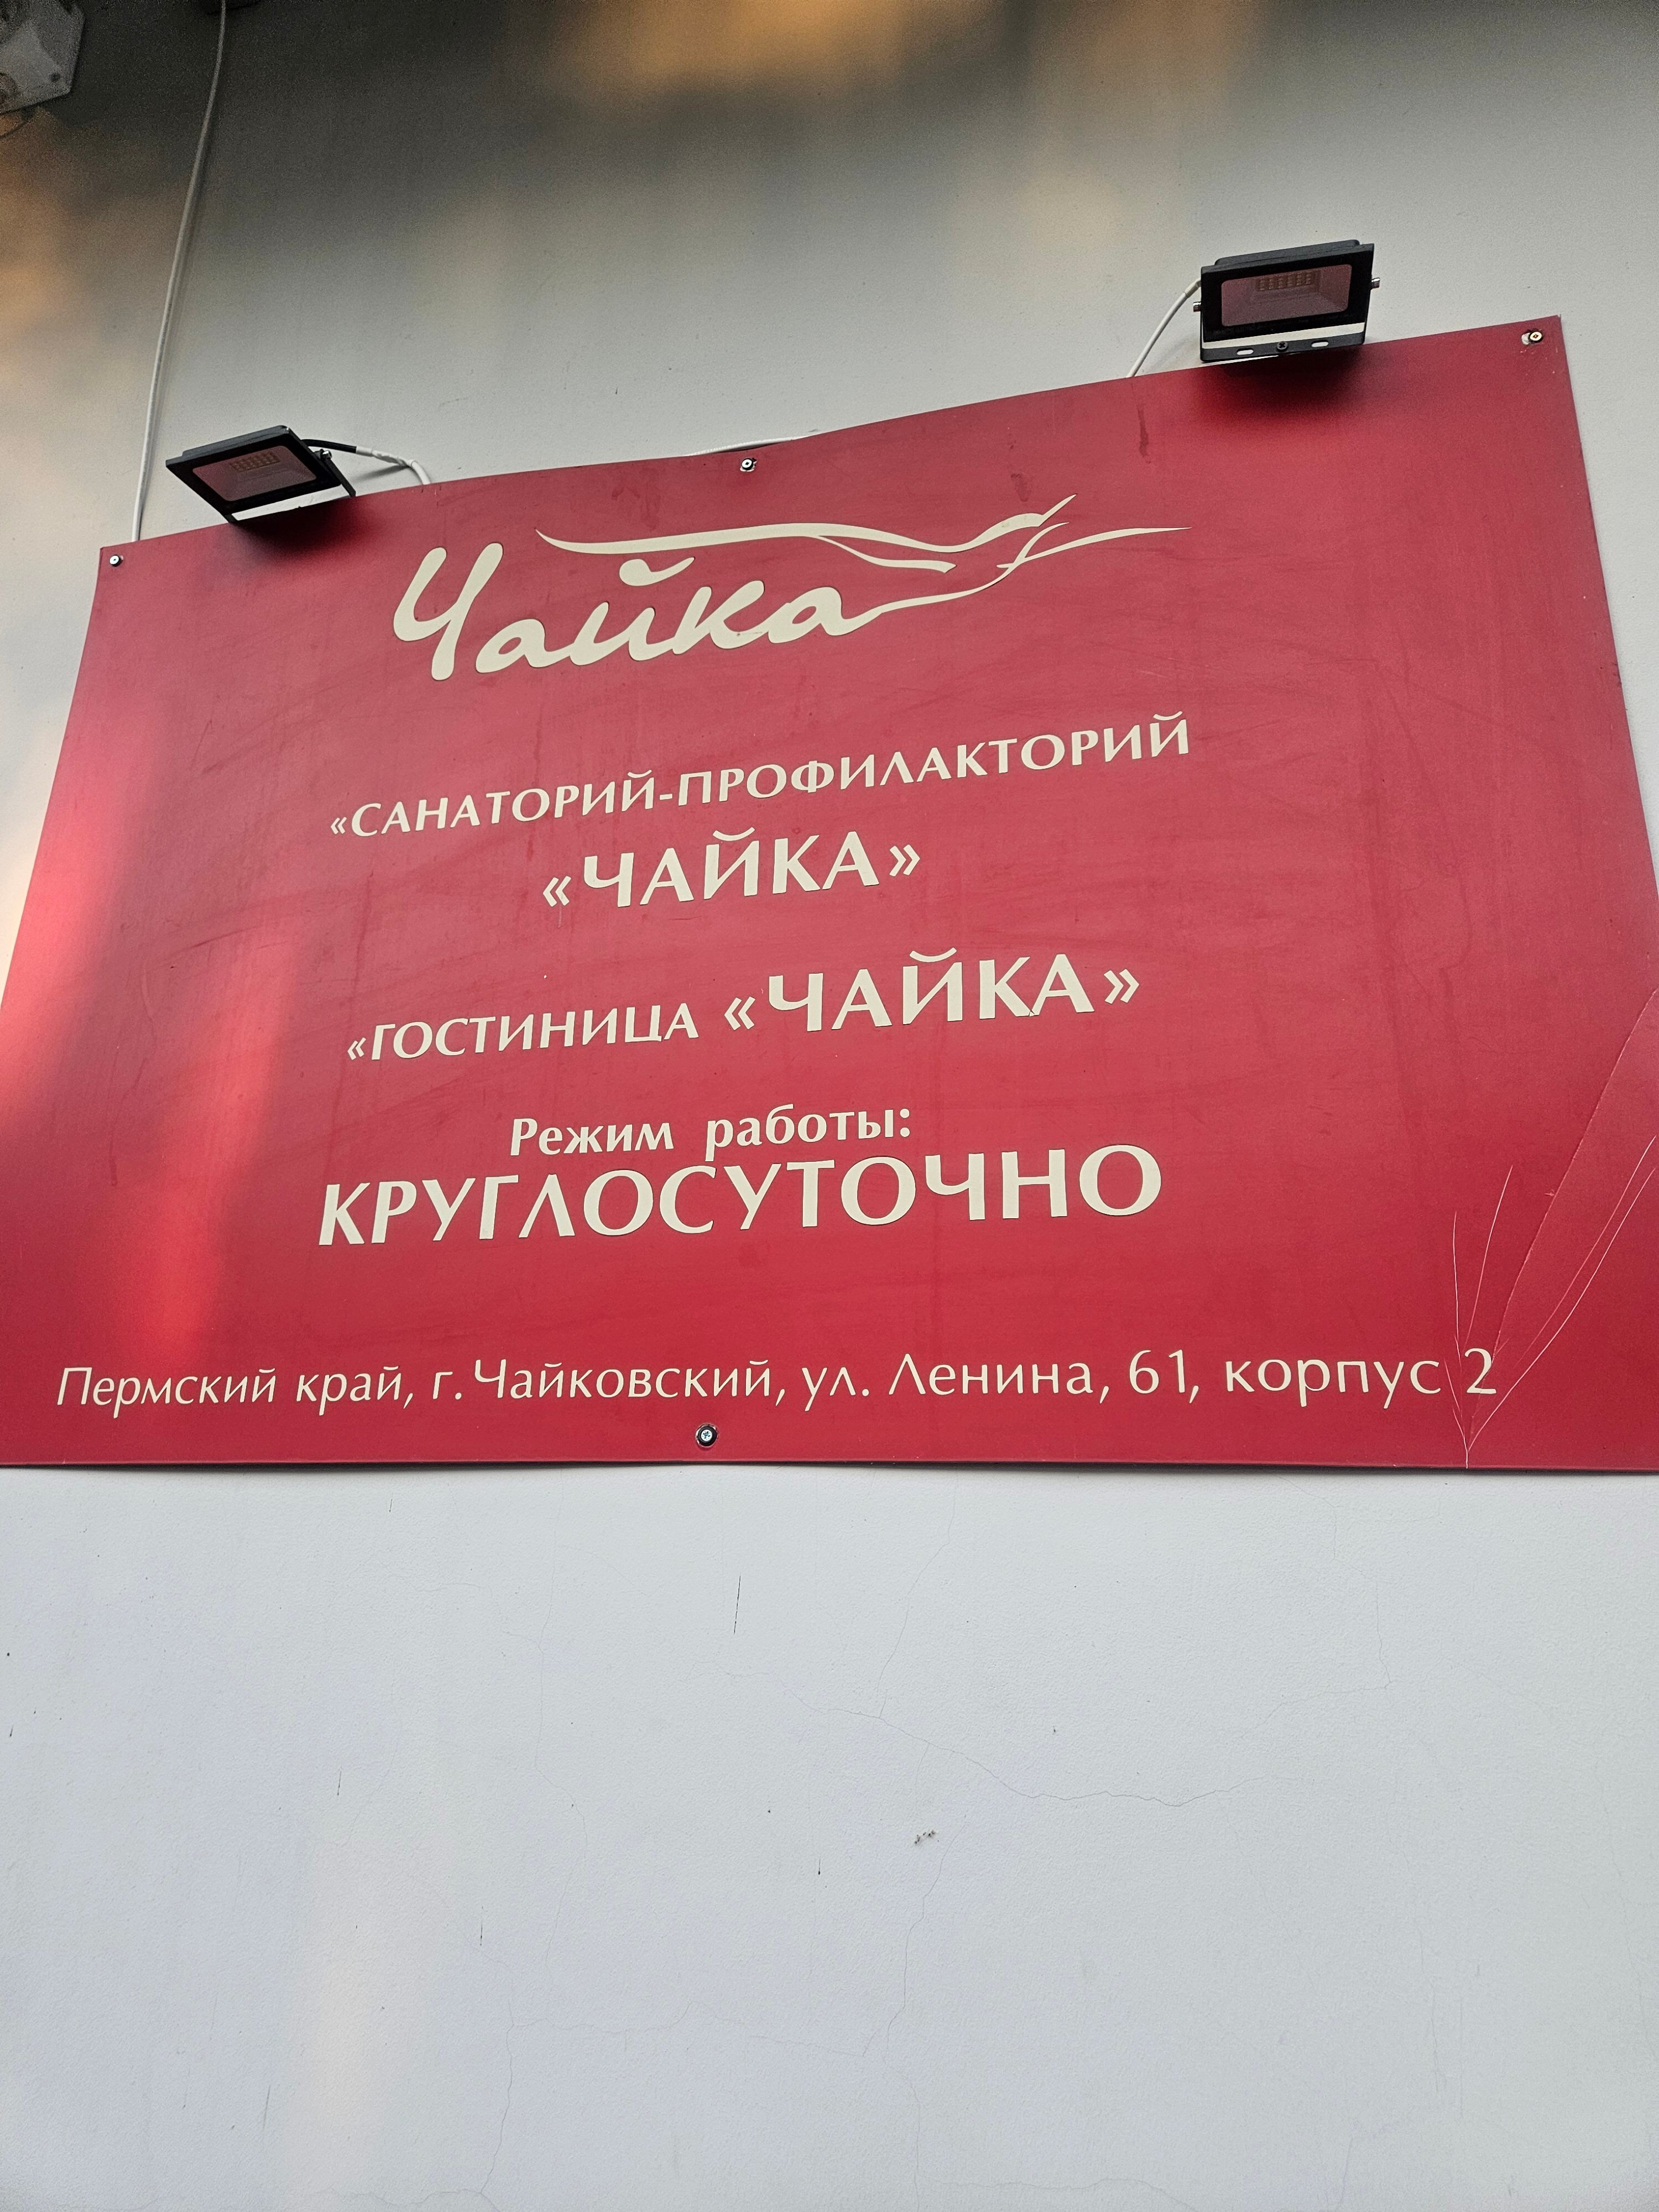 Чайка
«САНАТОРИЙ-ПРОФИЛАКТОРИЙ
«ЧАЙКА»
«ГОСТИНИЦА «ЧАЙКА»
Режим работы:
КРУГЛОСУТОЧНО
Пермский край, г. Чайковский, ул. Ленина, 61, корпус 2